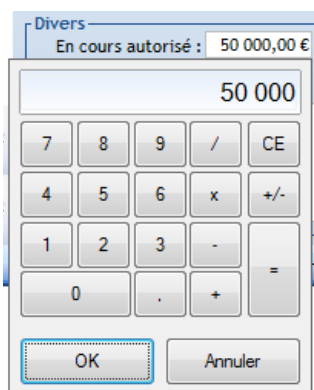 Divers
En cours autorisé : 50 000,00 €
50 000
7 8 9 / CE
4 5 6 x +/-
1 2 3 -
=
0 . +
OK Annuler